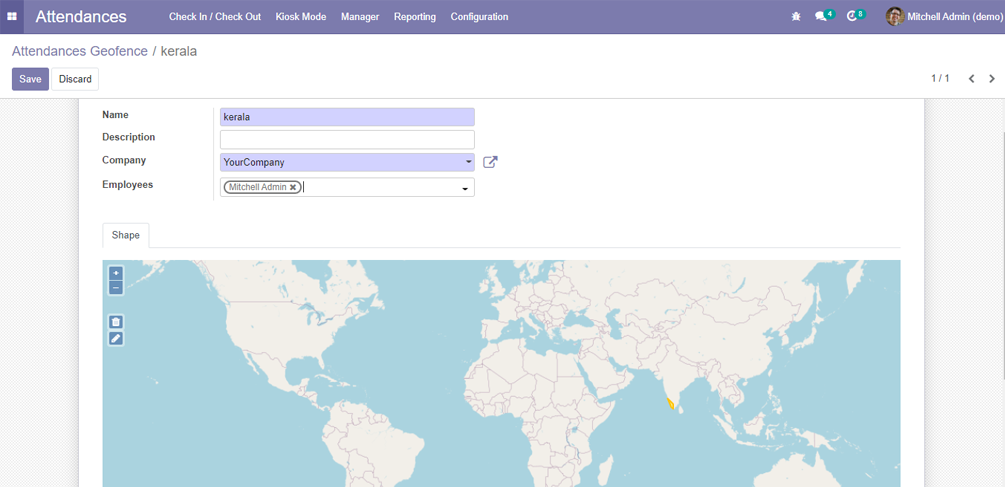 Attendances Check In / Check Out Kiosk Mode Manager Reporting Configuration 4 8 Mitchell Admin (demo)
Attendances Geofence / kerala
Save Discard 1 / 1
Name kerala
Description
Company YourCompany
Employees Mitchell Admin ×
Shape
+
−